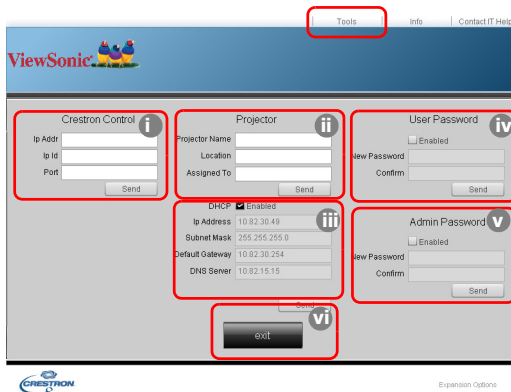 Tools Info Contact IT Help
ViewSonic
Crestron Control
i
Ip Addr
Ip Id
Port
Send
Projector
ii
Projector Name
Location
Assigned To
Send
DHCP Enabled
iii
Ip Address 10.82.30.49
Subnet Mask 255.255.255.0
Default Gateway 10.82.30.254
DNS Server 10.82.15.15
Send
User Password
iv
Enabled
New Password
Confirm
Send
Admin Password
v
Enabled
New Password
Confirm
Send
vi
exit
CRESTRON
Expansion Options